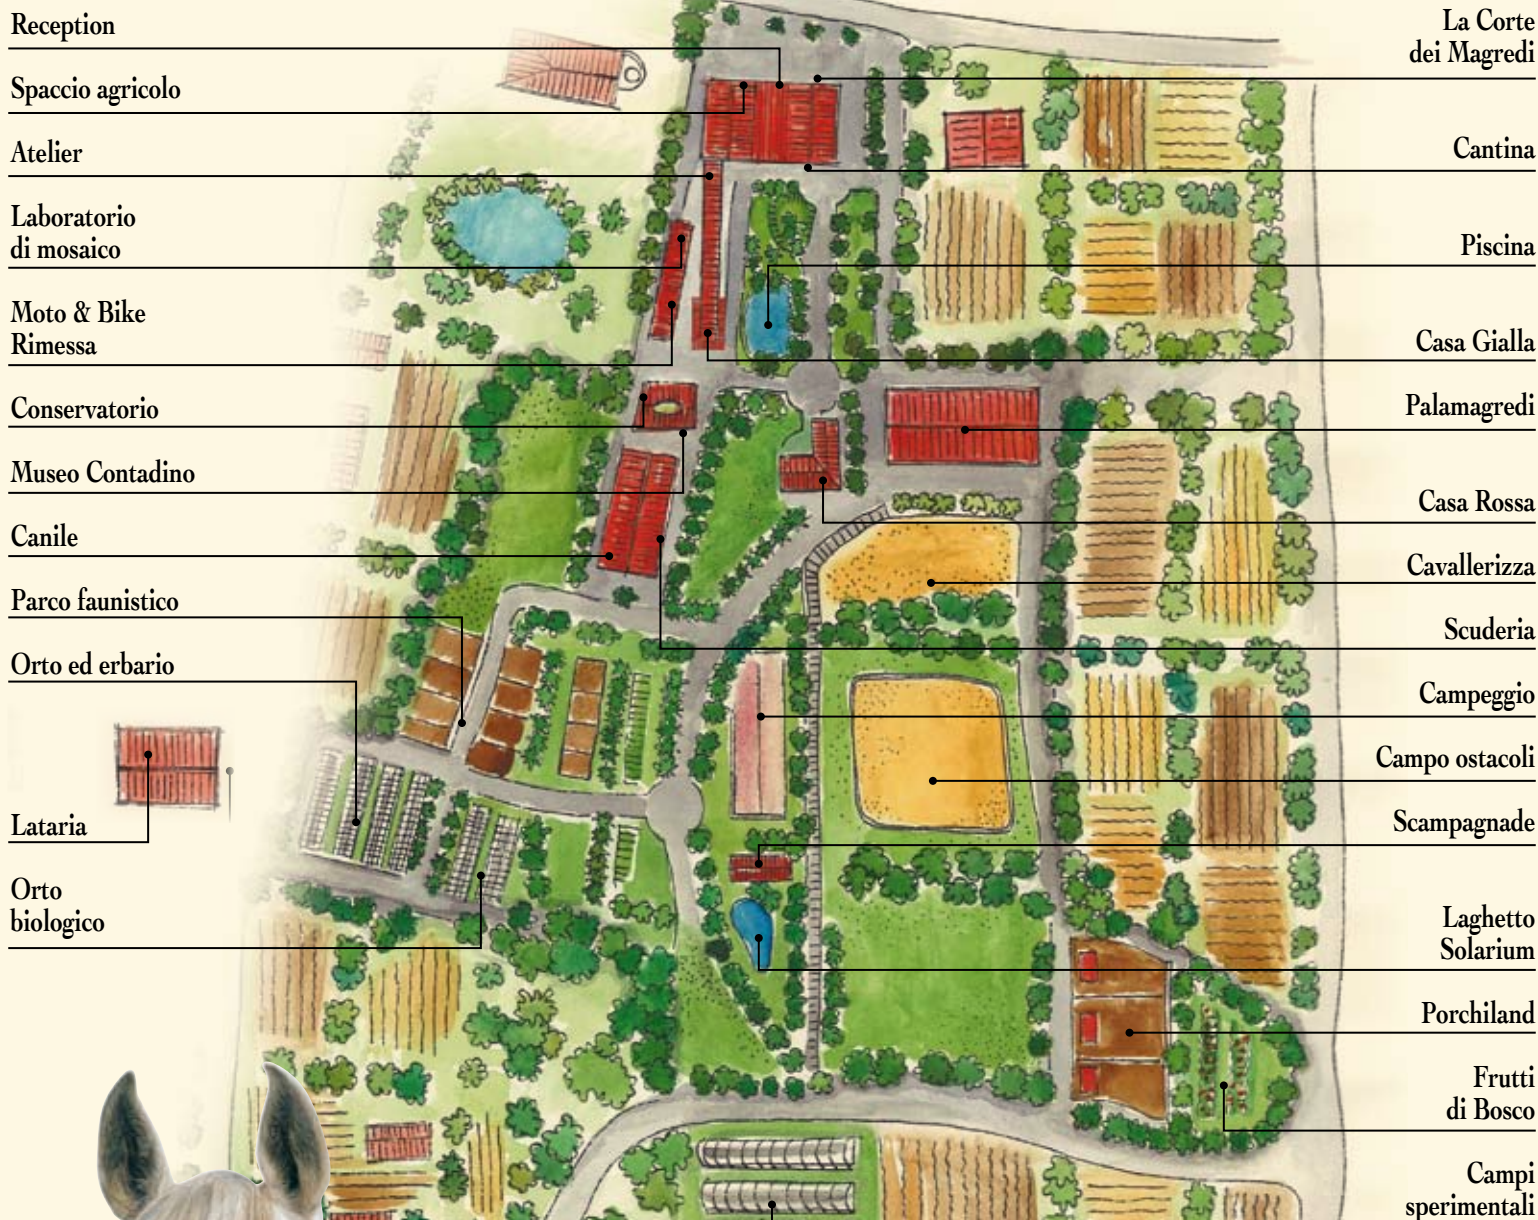 Reception
Spaccio agricolo
Atelier
Laboratorio
di mosaico
Moto & Bike
Rimessa
Conservatorio
Museo Contadino
Canile
Parco faunistico
Orto ed erbario
Lataria
Orto
biologico
La Corte
dei Magredi
Cantina
Piscina
Casa Gialla
Palamagredi
Casa Rossa
Cavallerizza
Scuderia
Campeggio
Campo ostacoli
Scampagnade
Laghetto
Solarium
Porchiland
Frutti
di Bosco
Campi
sperimentali